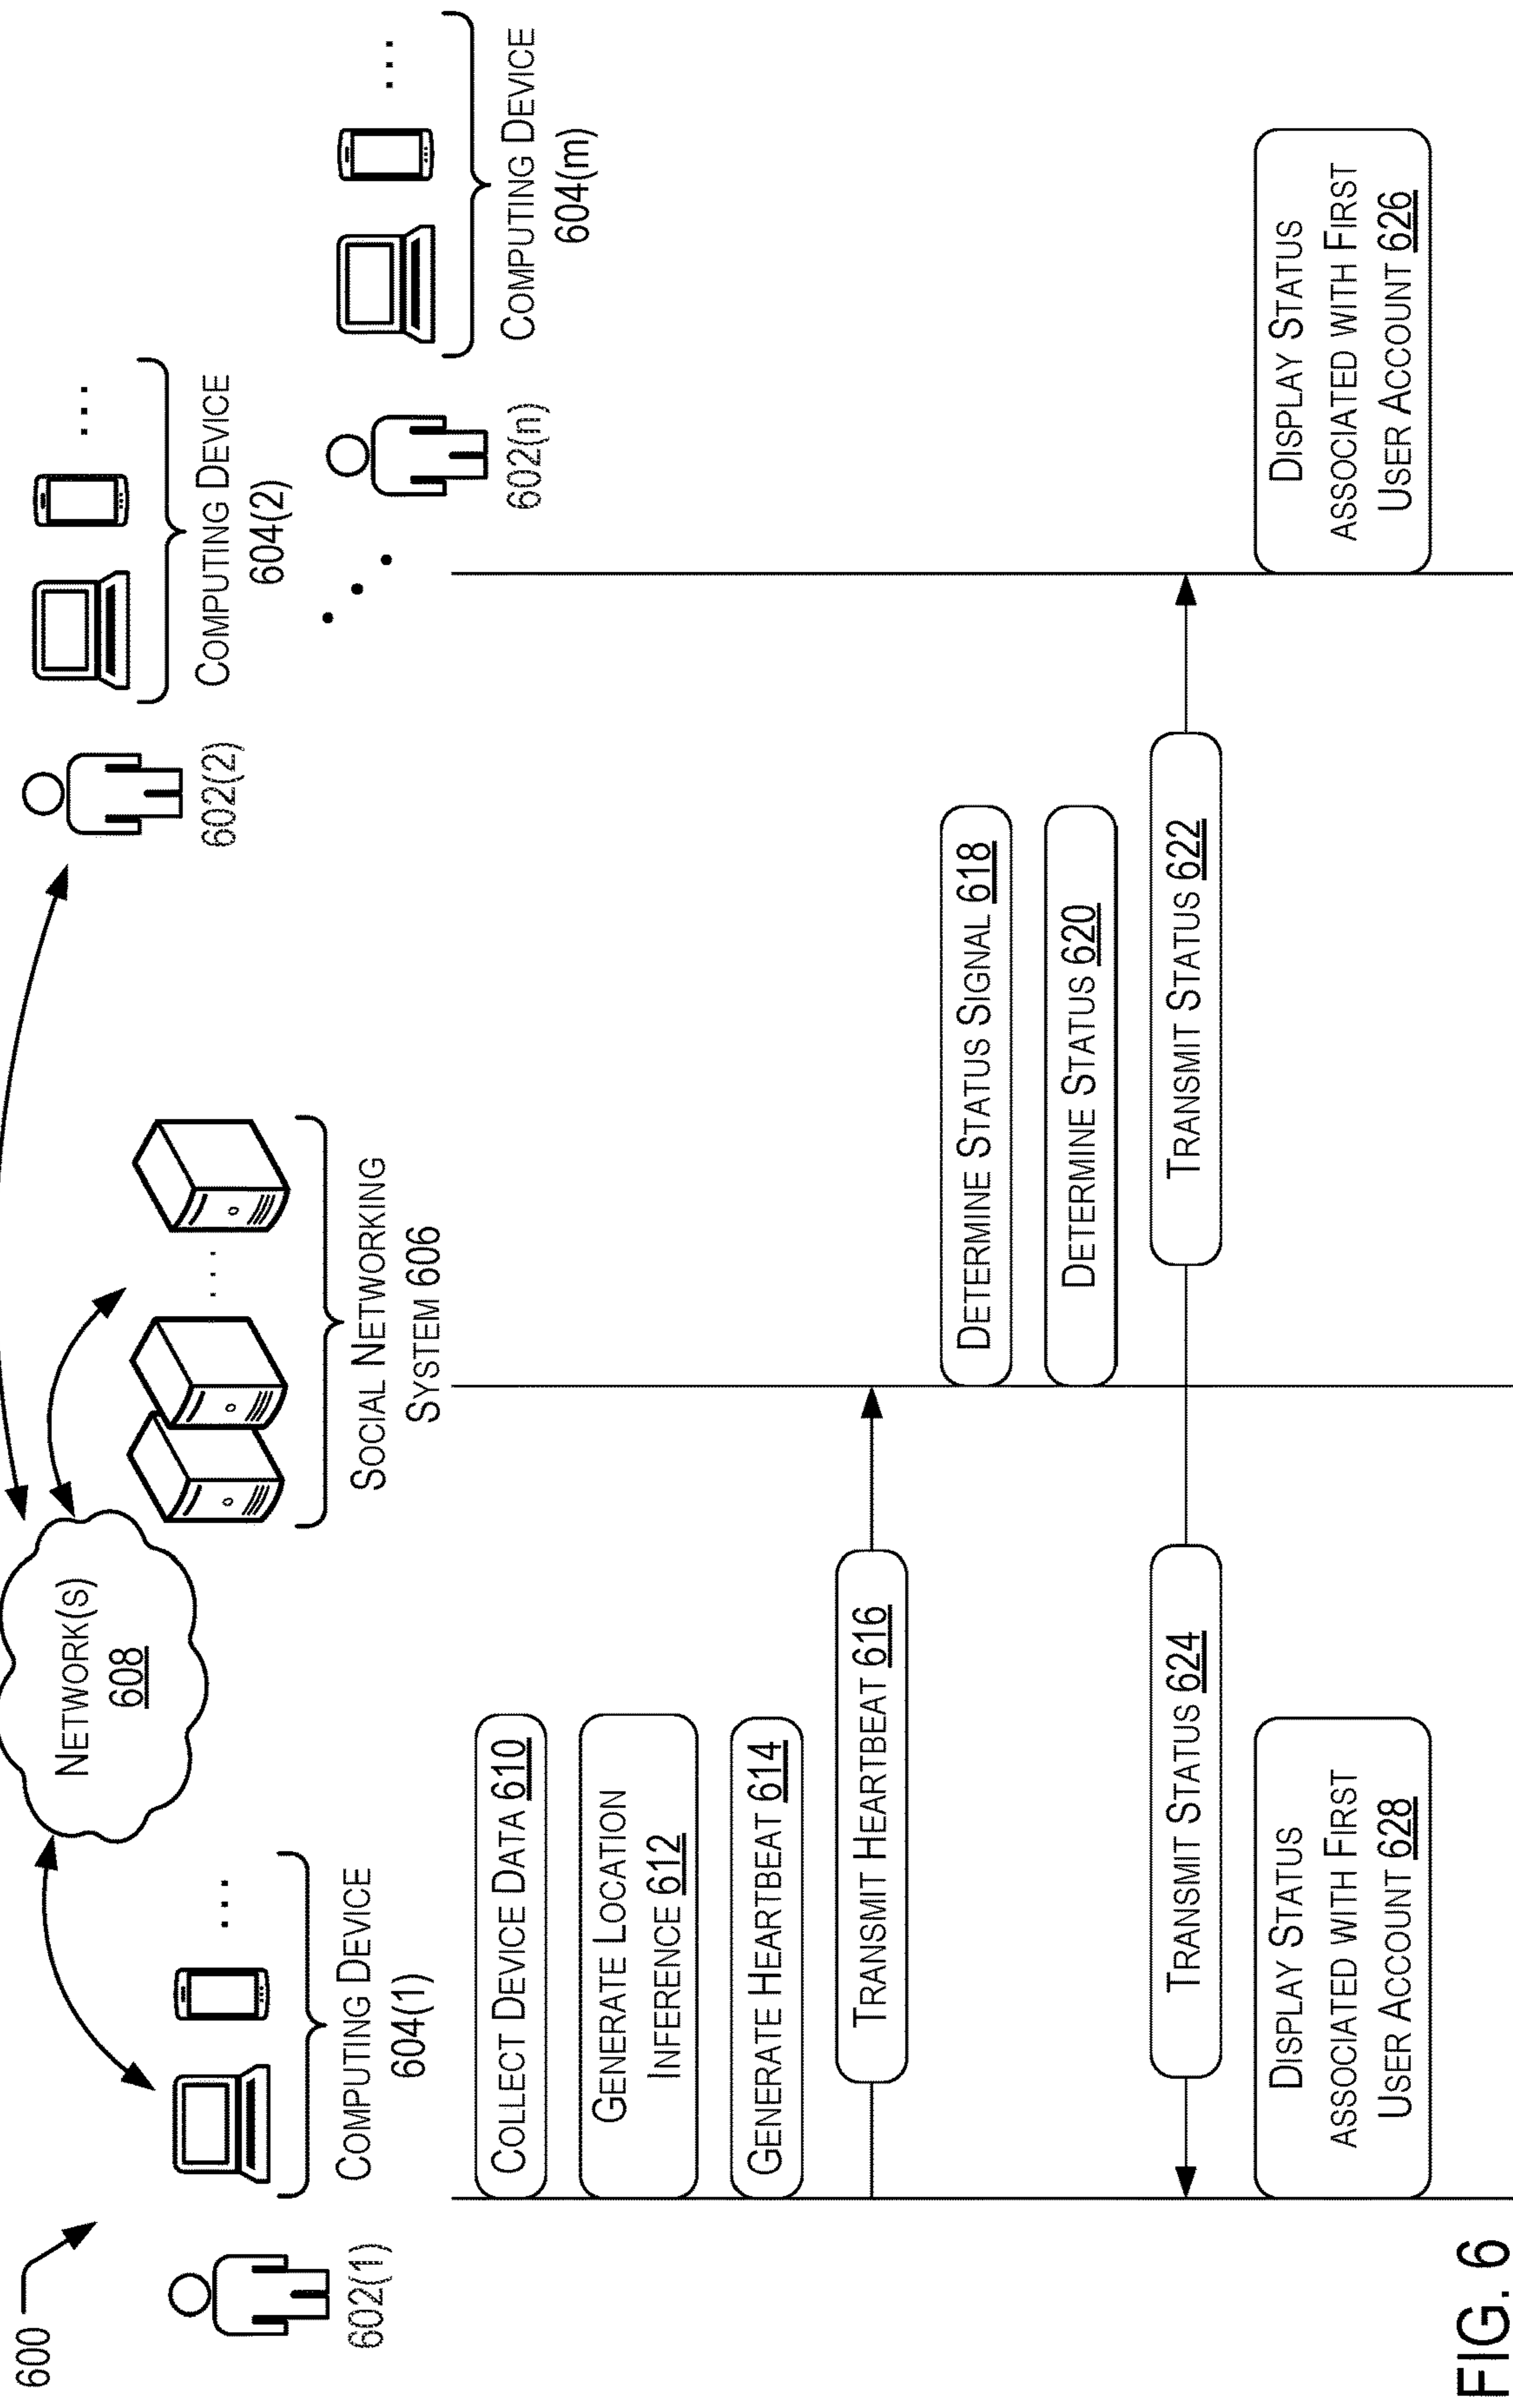 600
602(1)
COMPUTING DEVICE
604(1)
NETWORK(S)
608
SOCIAL NETWORKING
SYSTEM 606
602(2)
COMPUTING DEVICE
604(2)
602(n)
COMPUTING DEVICE
604(m)
COLLECT DEVICE DATA 610
GENERATE LOCATION
INFERENCE 612
GENERATE HEARTBEAT 614
TRANSMIT HEARTBEAT 616
DETERMINE STATUS SIGNAL 618
DETERMINE STATUS 620
TRANSMIT STATUS 624
TRANSMIT STATUS 622
DISPLAY STATUS
ASSOCIATED WITH FIRST
USER ACCOUNT 628
DISPLAY STATUS
ASSOCIATED WITH FIRST
USER ACCOUNT 626
FIG. 6